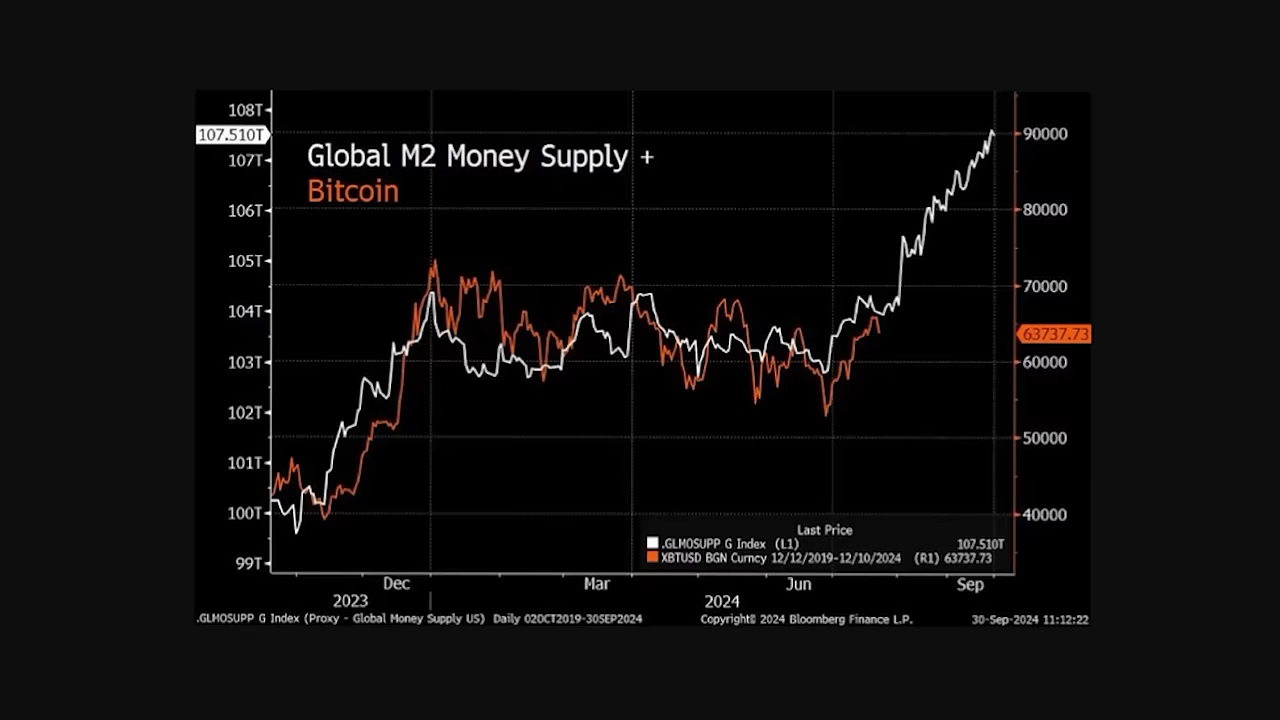 108T
107.510T
107T
106T
105T
104T
103T
102T
101T
100T
99T
Global M2 Money Supply +
Bitcoin
90000
80000
70000
63737.73
60000
50000
40000
Last Price
.GLMOSUPP G Index (L1) 107.510T
XBTUSD BGN Curncy 12/12/2019-12/10/2024 (R1) 63737.73
Dec Mar Jun Sep
2023 2024
.GLMOSUPP G Index (Proxy - Global Money Supply US) Daily 02OCT2019-30SEP2024 Copyright© 2024 Bloomberg Finance L.P. 30-Sep-2024 11:12:22